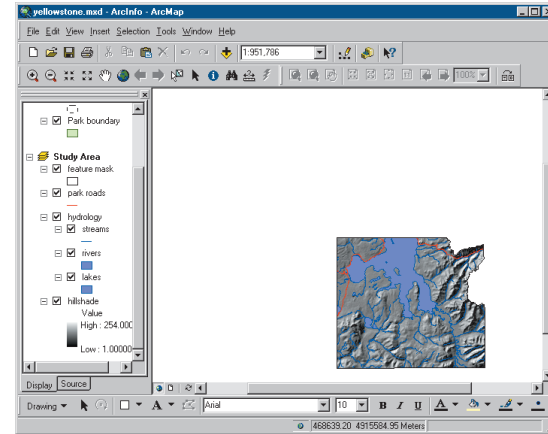 yellowstone.mxd - ArcInfo - ArcMap
File Edit View Insert Selection Tools Window Help
1:951,786
100%
Park boundary
Study Area
feature mask
park roads
hydrology
streams
rivers
lakes
hillshade
Value
High : 254.000
Low : 1.00000
Display Source
Drawing A Arial 10 B I U A
468639.20 4915584.95 Meters